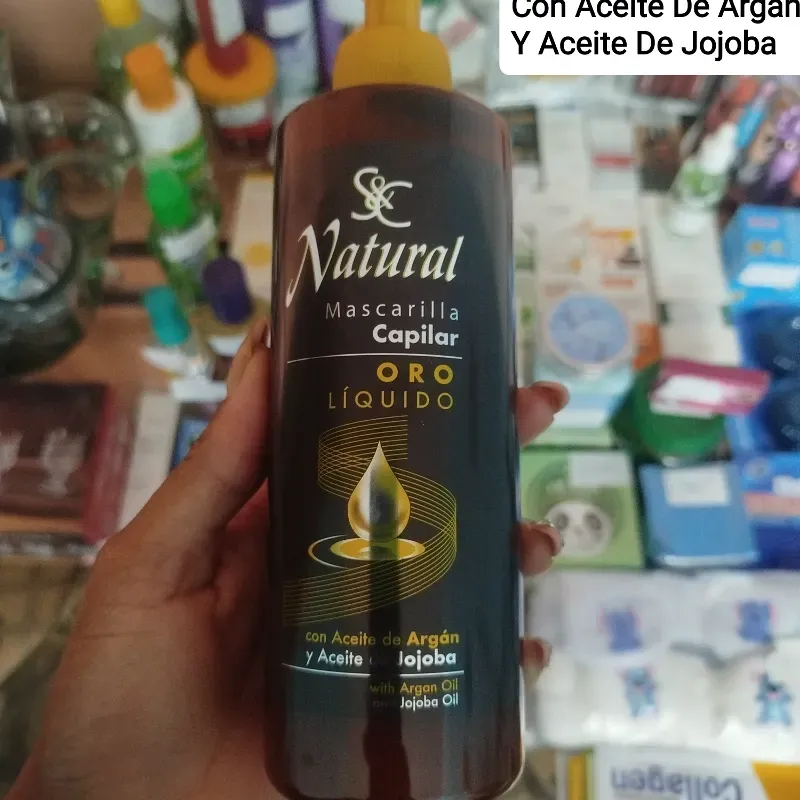 Con Aceite De Argan
Y Aceite De Jojoba
S&C
Natural
Mascarilla
Capilar
ORO
LÍQUIDO
con Aceite de Argán
y Aceite de Jojoba
with Argan Oil
and Jojoba Oil
Collagen